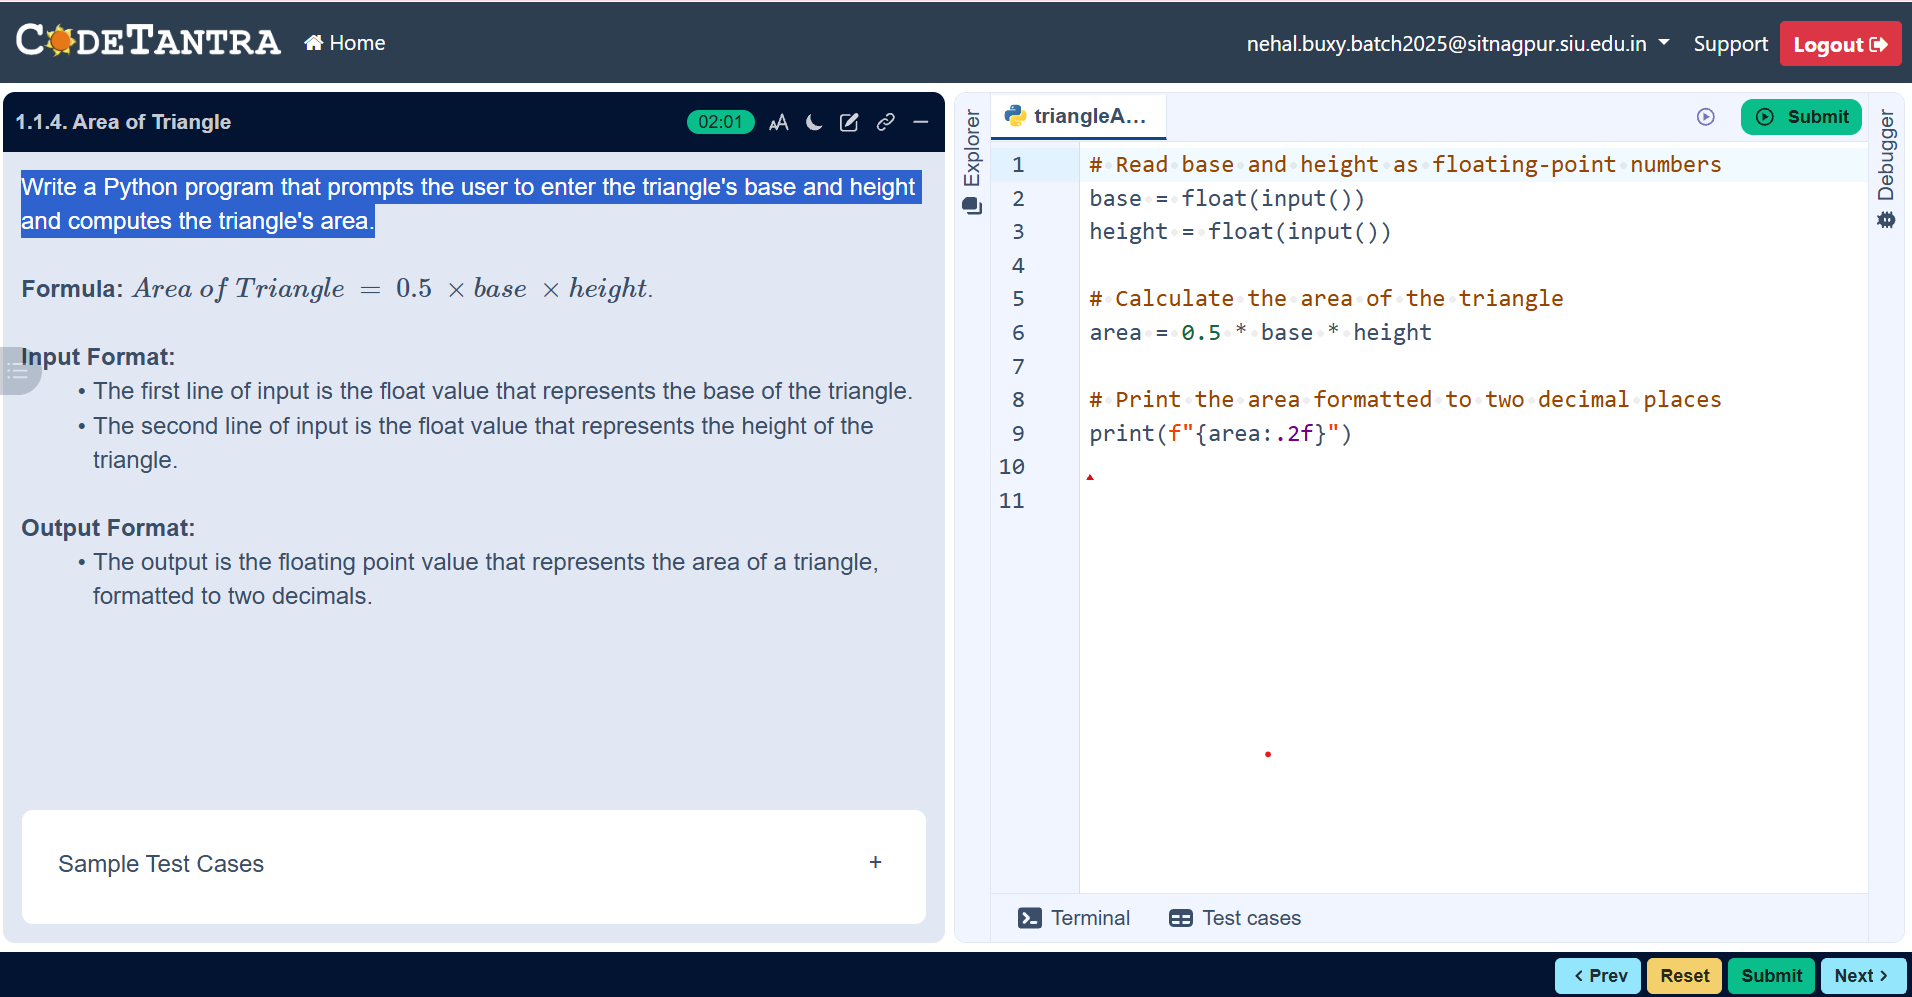 CODETANTRA Home nehal.buxy.batch2025@sitnagpur.siu.edu.in Support Logout
1.1.4. Area of Triangle 02:01 AA
Write a Python program that prompts the user to enter the triangle's base and height
and computes the triangle's area.
Formula: Area of Triangle = 0.5 × base × height.
Input Format:
• The first line of input is the float value that represents the base of the triangle.
• The second line of input is the float value that represents the height of the
triangle.
Output Format:
• The output is the floating point value that represents the area of a triangle,
formatted to two decimals.
Sample Test Cases +
Explorer
triangleA...
Submit
Debugger
1 # Read base and height as floating-point numbers
2 base = float(input())
3 height = float(input())
4
5 # Calculate the area of the triangle
6 area = 0.5 * base * height
7
8 # Print the area formatted to two decimal places
9 print(f"{area:.2f}")
10
11
Terminal Test cases
< Prev Reset Submit Next >